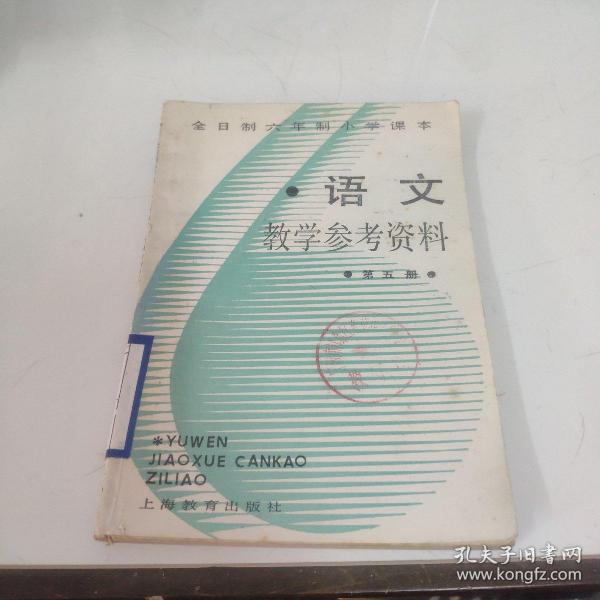 全日制六年制小学课本
·语文
教学参考资料
·第五册·
*YUWEN
JIAOXUE CANKAO
ZILIAO
上海教育出版社
孔夫子旧书网
www.kongfz.com